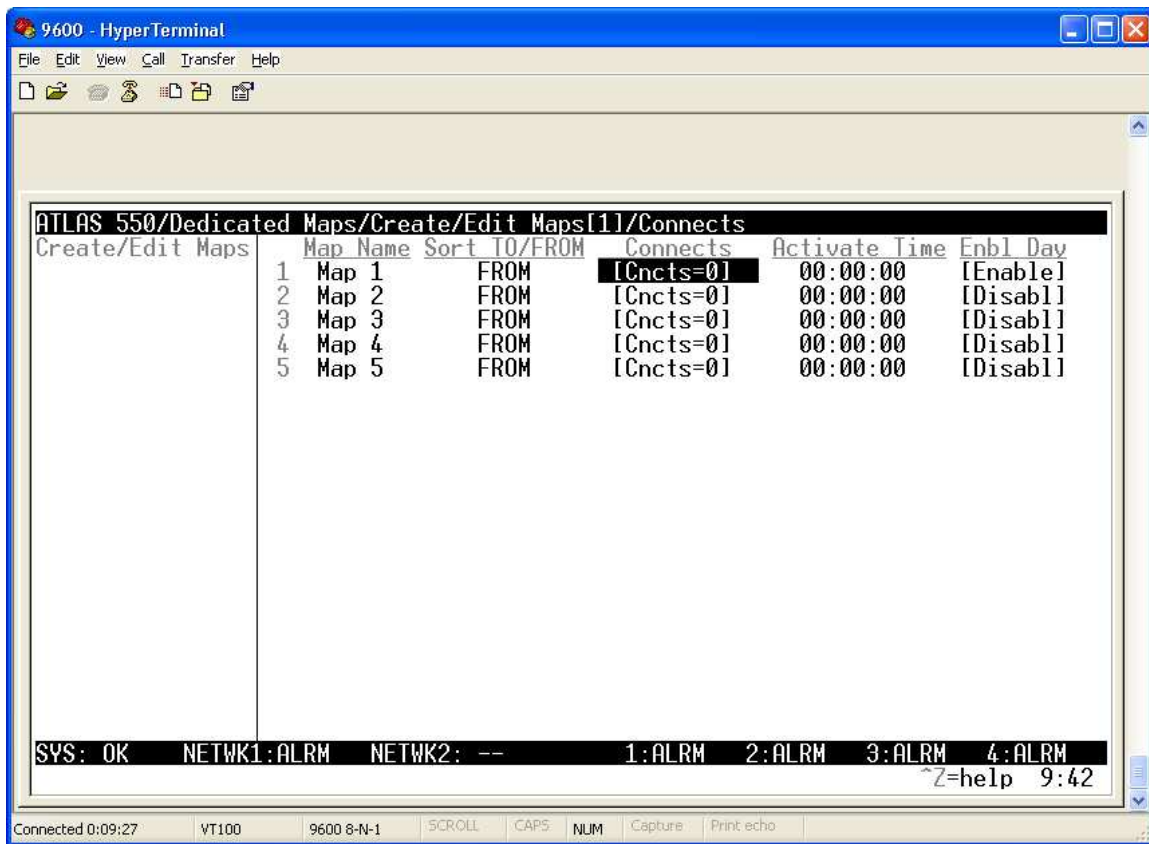 9600 - HyperTerminal
File Edit View Call Transfer Help
ATLAS 550/Dedicated Maps/Create/Edit Maps[1]/Connects
Create/Edit Maps Map Name Sort TO/FROM Connects Activate Time Enbl Day
1 Map 1 FROM [Cncts=0] 00:00:00 [Enable]
2 Map 2 FROM [Cncts=0] 00:00:00 [Disabl]
3 Map 3 FROM [Cncts=0] 00:00:00 [Disabl]
4 Map 4 FROM [Cncts=0] 00:00:00 [Disabl]
5 Map 5 FROM [Cncts=0] 00:00:00 [Disabl]
SYS: OK NETWK1:ALRM NETWK2: -- 1:ALRM 2:ALRM 3:ALRM 4:ALRM
^Z=help 9:42
Connected 0:09:27 VT100 9600 8-N-1 SCROLL CAPS NUM Capture Print echo